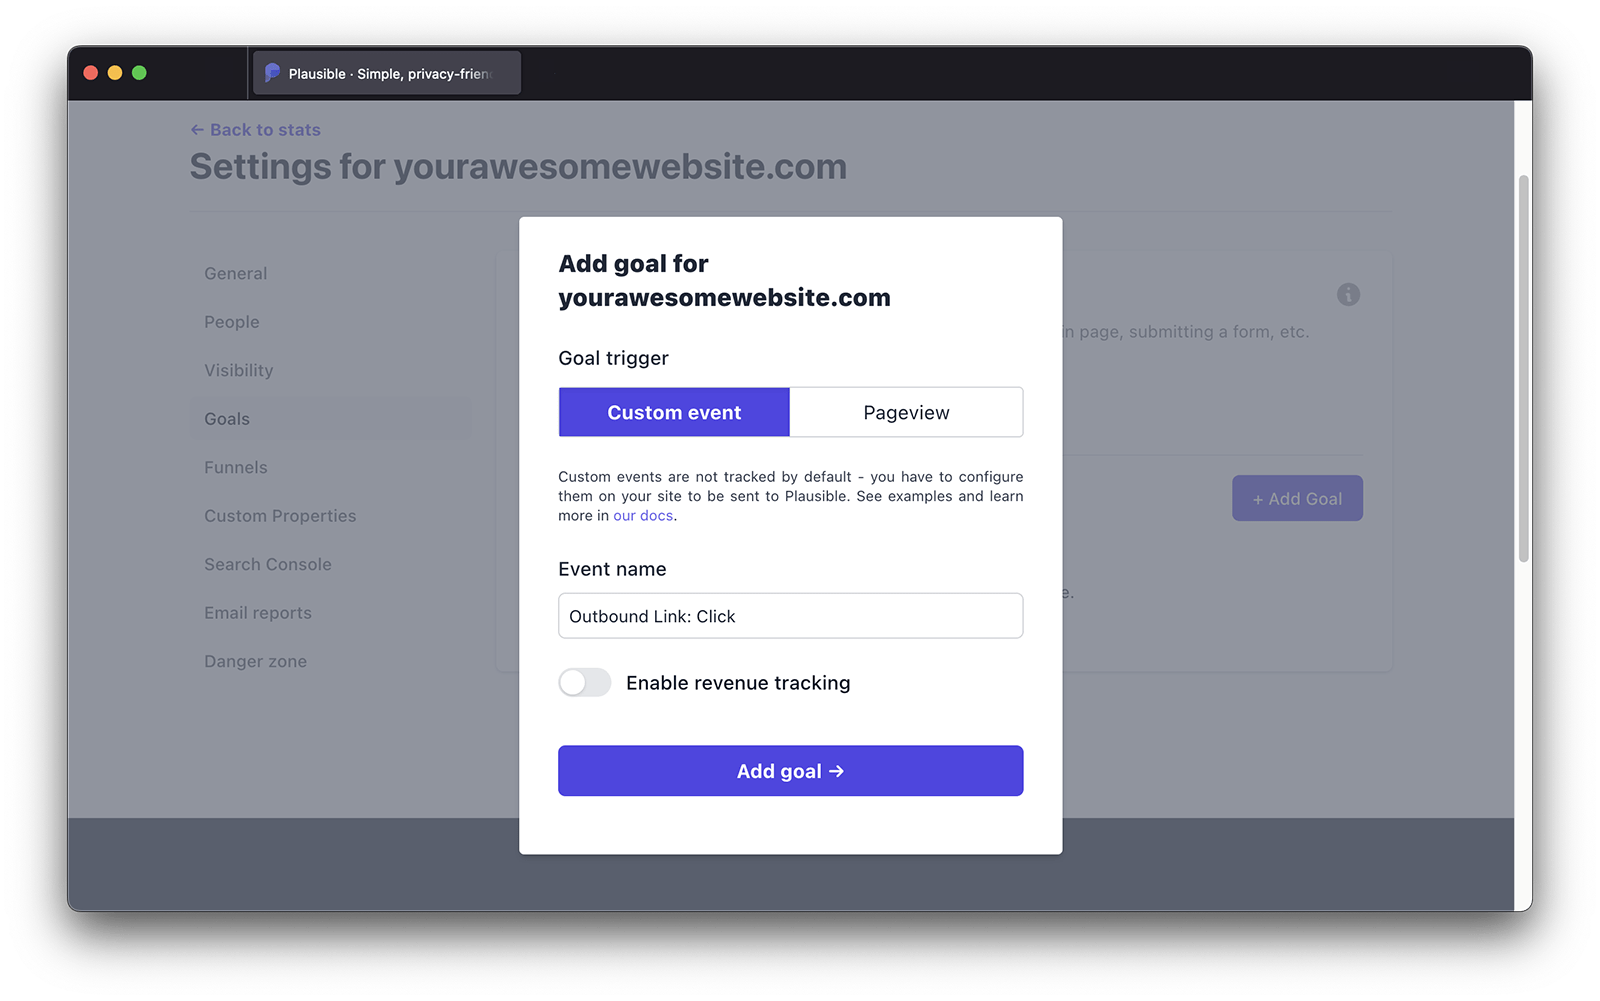 Plausible · Simple, privacy-frien
← Back to stats
Settings for yourawesomewebsite.com
General
People
Visibility
Goals
Funnels
Custom Properties
Search Console
Email reports
Danger zone
in page, submitting a form, etc.
+ Add Goal
e.
Add goal for
yourawesomewebsite.com
Goal trigger
Custom event
Pageview
Custom events are not tracked by default - you have to configure
them on your site to be sent to Plausible. See examples and learn
more in our docs.
Event name
Outbound Link: Click
Enable revenue tracking
Add goal →